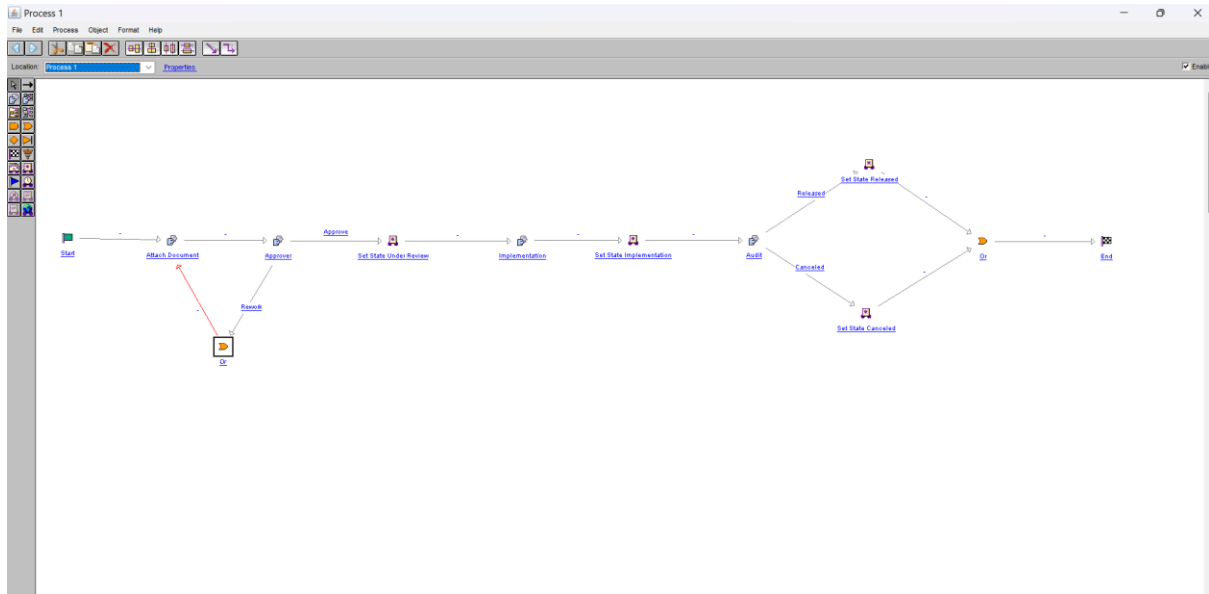 Process 1
File Edit Process Object Format Help
Location: Process 1 Properties Enabl
Set State Released
Released
Approve
Start
Attach Document
Approver
Set State Under Review
Implementation
Set State Implementation
Audit
Or
End
Canceled
Rework
Set State Canceled
Or